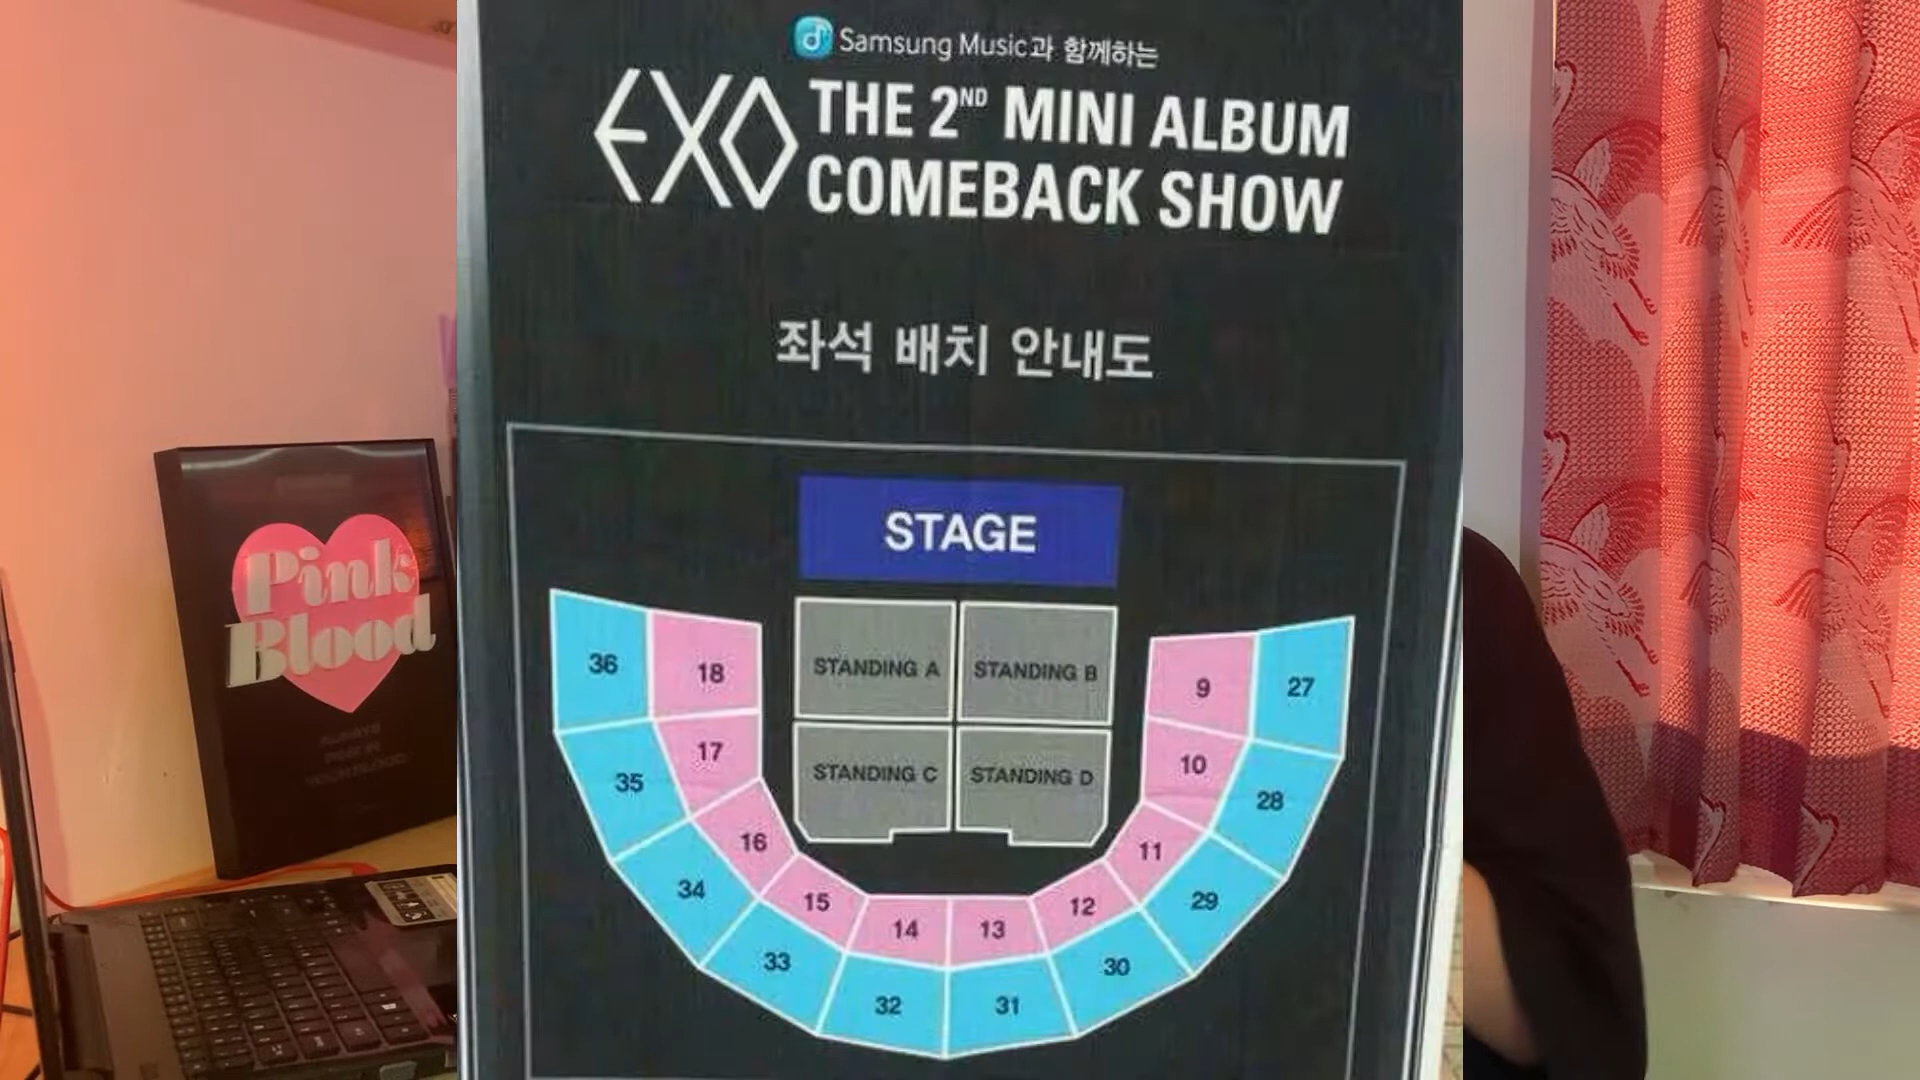 Samsung Music과 함께하는
EXO
THE 2ND MINI ALBUM
COMEBACK SHOW
좌석 배치 안내도
STAGE
STANDING A
STANDING B
STANDING C
STANDING D
36
18
9
27
17
10
35
28
16
11
34
29
15
12
14
13
33
30
32
31
Pink
Blood
ALWAYS